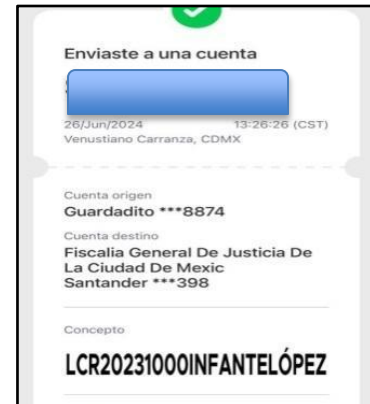 Enviaste a una cuenta
26/Jun/2024 13:26:26 (CST)
Venustiano Carranza, CDMX
Cuenta origen
Guardadito ***8874
Cuenta destino
Fiscalia General De Justicia De
La Ciudad De Mexic
Santander ***398
Concepto
LCR20231000INFANTELÓPEZ